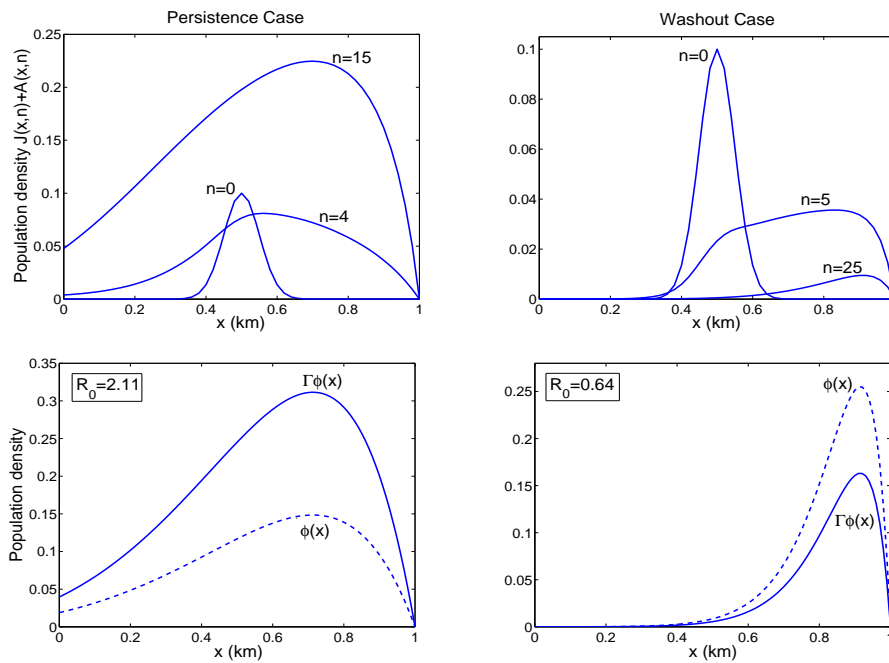 Persistence Case
Population density J(x,n)+A(x,n)
0.25
0.2
0.15
0.1
0.05
0
n=15
n=0
n=4
0 0.2 0.4 0.6 0.8 1
x (km)
Washout Case
0.1
0.08
0.06
0.04
0.02
0
n=0
n=5
n=25
0 0.2 0.4 0.6 0.8
x (km)
Population density
0.35
0.3
0.25
0.2
0.15
0.1
0.05
0
R_0=2.11
Γϕ(x)
ϕ(x)
0 0.2 0.4 0.6 0.8 1
x (km)
0.25
0.2
0.15
0.1
0.05
0
R_0=0.64
ϕ(x)
Γϕ(x)
0 0.2 0.4 0.6 0.8 1
x (km)